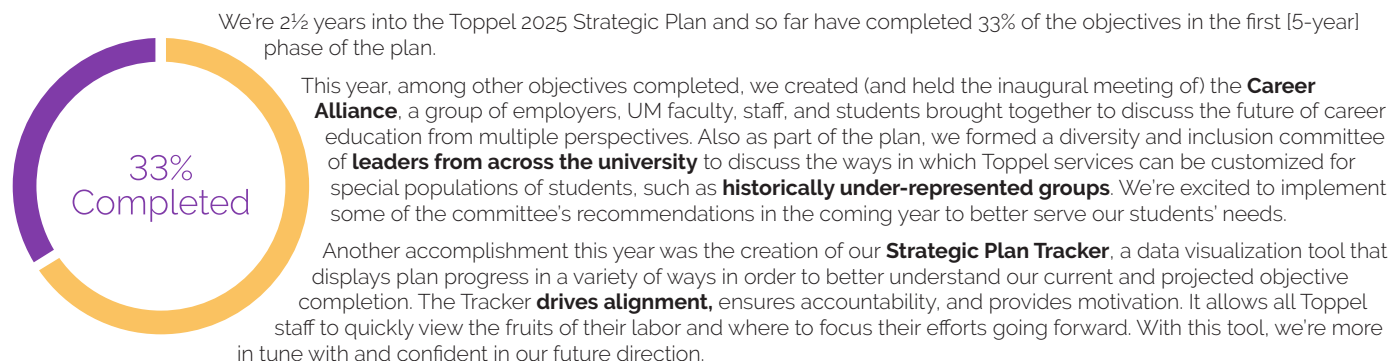 We're 2½ years into the Toppel 2025 Strategic Plan and so far have completed 33% of the objectives in the first [5-year]
phase of the plan.
This year, among other objectives completed, we created (and held the inaugural meeting of) the Career
Alliance, a group of employers, UM faculty, staff, and students brought together to discuss the future of career
education from multiple perspectives. Also as part of the plan, we formed a diversity and inclusion committee
of leaders from across the university to discuss the ways in which Toppel services can be customized for
special populations of students, such as historically under-represented groups. We're excited to implement
some of the committee's recommendations in the coming year to better serve our students' needs.
Another accomplishment this year was the creation of our Strategic Plan Tracker, a data visualization tool that
displays plan progress in a variety of ways in order to better understand our current and projected objective
completion. The Tracker drives alignment, ensures accountability, and provides motivation. It allows all Toppel
staff to quickly view the fruits of their labor and where to focus their efforts going forward. With this tool, we're more
in tune with and confident in our future direction.
33%
Completed